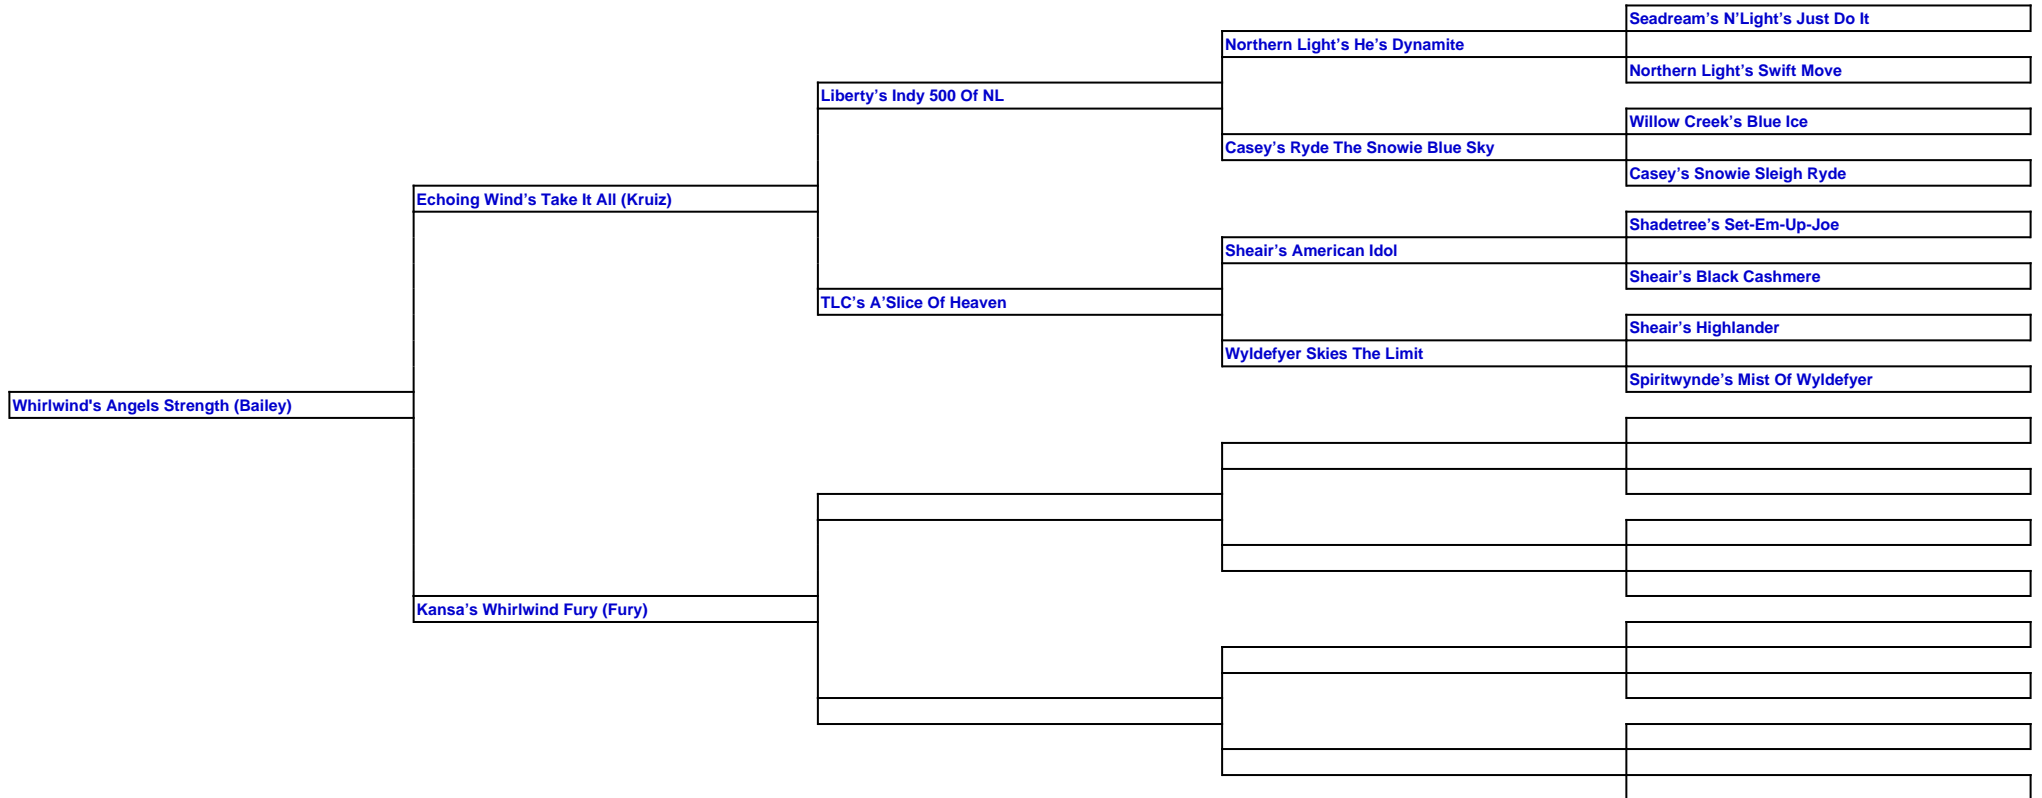 Seadream’s N’Light’s Just Do It
Northern Light’s He’s Dynamite
Northern Light’s Swift Move
Liberty’s Indy 500 Of NL
Willow Creek’s Blue Ice
Casey’s Ryde The Snowie Blue Sky
Casey’s Snowie Sleigh Ryde
Echoing Wind’s Take It All (Kruiz)
Shadetree’s Set-Em-Up-Joe
Sheair’s American Idol
Sheair’s Black Cashmere
TLC’s A’Slice Of Heaven
Sheair’s Highlander
Wyldefyer Skies The Limit
Spiritwynde’s Mist Of Wyldefyer
Whirlwind's Angels Strength (Bailey)
Kansa’s Whirlwind Fury (Fury)